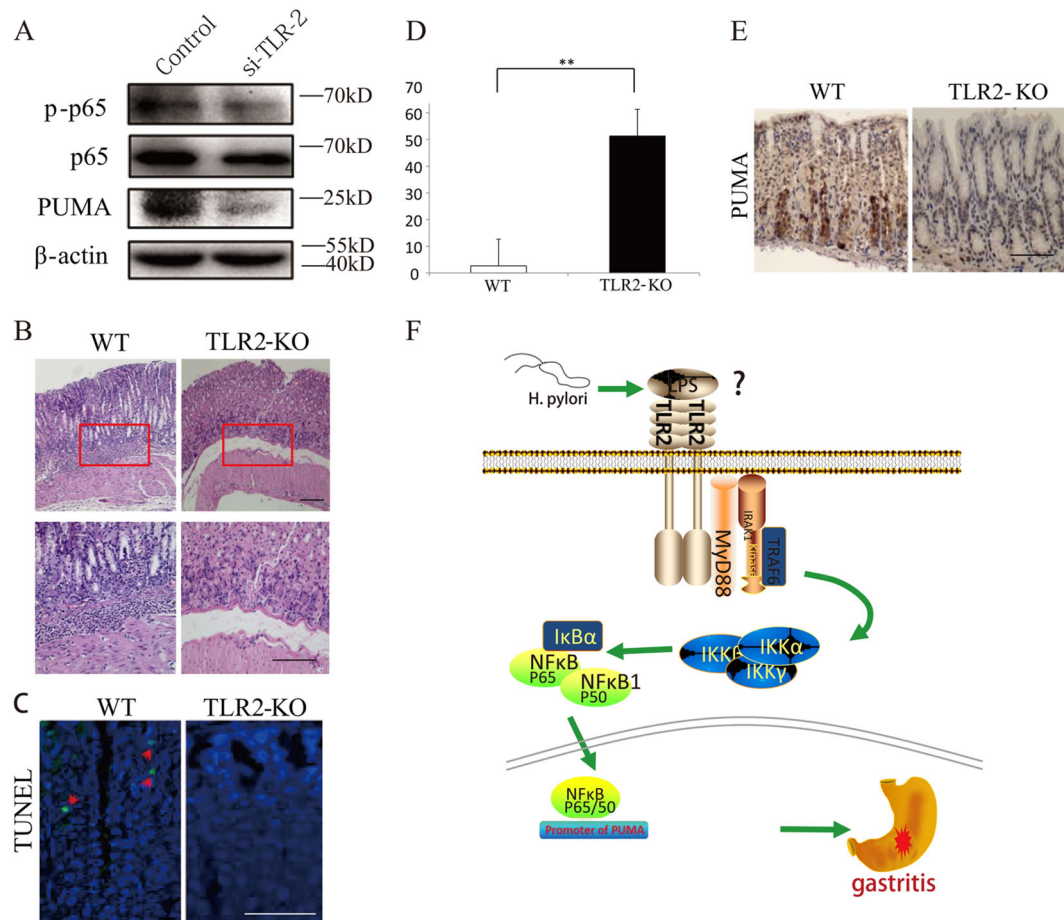 A
Control
si-TLR-2
p-p65
70kD
p65
70kD
PUMA
25kD
β-actin
55kD
40kD
D
**
70
60
50
40
30
20
10
0
WT
TLR2-KO
E
WT
TLR2-KO
PUMA
B
WT
TLR2-KO
C
WT
TLR2-KO
TUNEL
F
H. pylori
LPS
?
TLR2
TLR2
MyD88
IRAK1
TRAF6
IκBα
NFκB
P65
NFκB1
P50
IKKβ
IKKα
IKKγ
NFκB
P65/50
Promoter of PUMA
gastritis